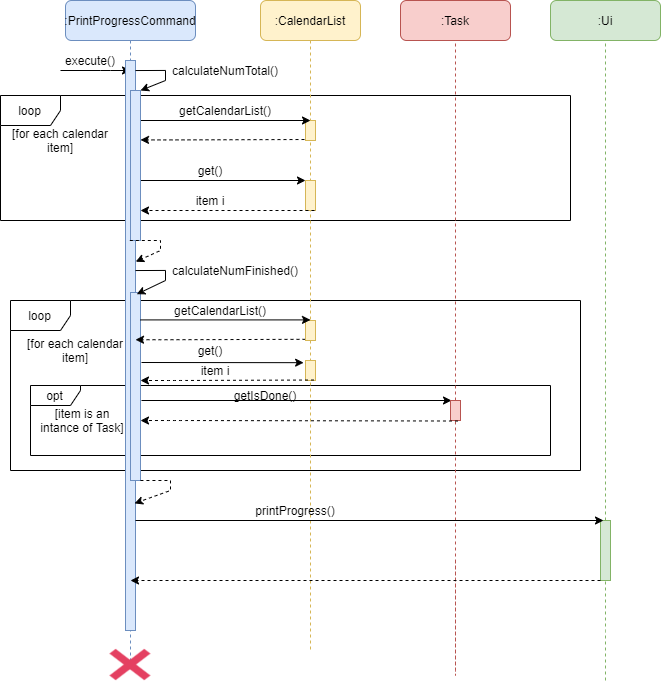 :PrintProgressCommand
:CalendarList
:Task
:Ui
execute()
calculateNumTotal()
loop
getCalendarList()
[for each calendar
item]
get()
item i
calculateNumFinished()
loop
getCalendarList()
[for each calendar
item]
get()
item i
opt
getIsDone()
[item is an
intance of Task]
printProgress()